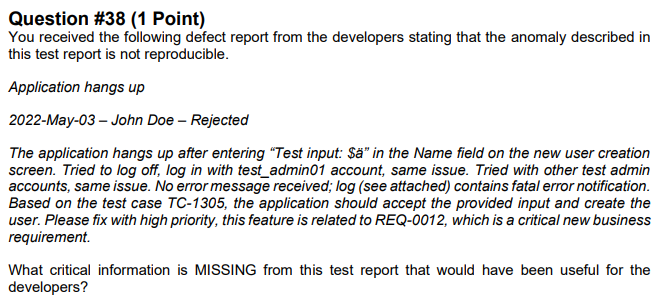 Question #38 (1 Point)
You received the following defect report from the developers stating that the anomaly described in
this test report is not reproducible.
Application hangs up
2022-May-03 – John Doe – Rejected
The application hangs up after entering “Test input: $ä” in the Name field on the new user creation
screen. Tried to log off, log in with test_admin01 account, same issue. Tried with other test admin
accounts, same issue. No error message received; log (see attached) contains fatal error notification.
Based on the test case TC-1305, the application should accept the provided input and create the
user. Please fix with high priority, this feature is related to REQ-0012, which is a critical new business
requirement.
What critical information is MISSING from this test report that would have been useful for the
developers?